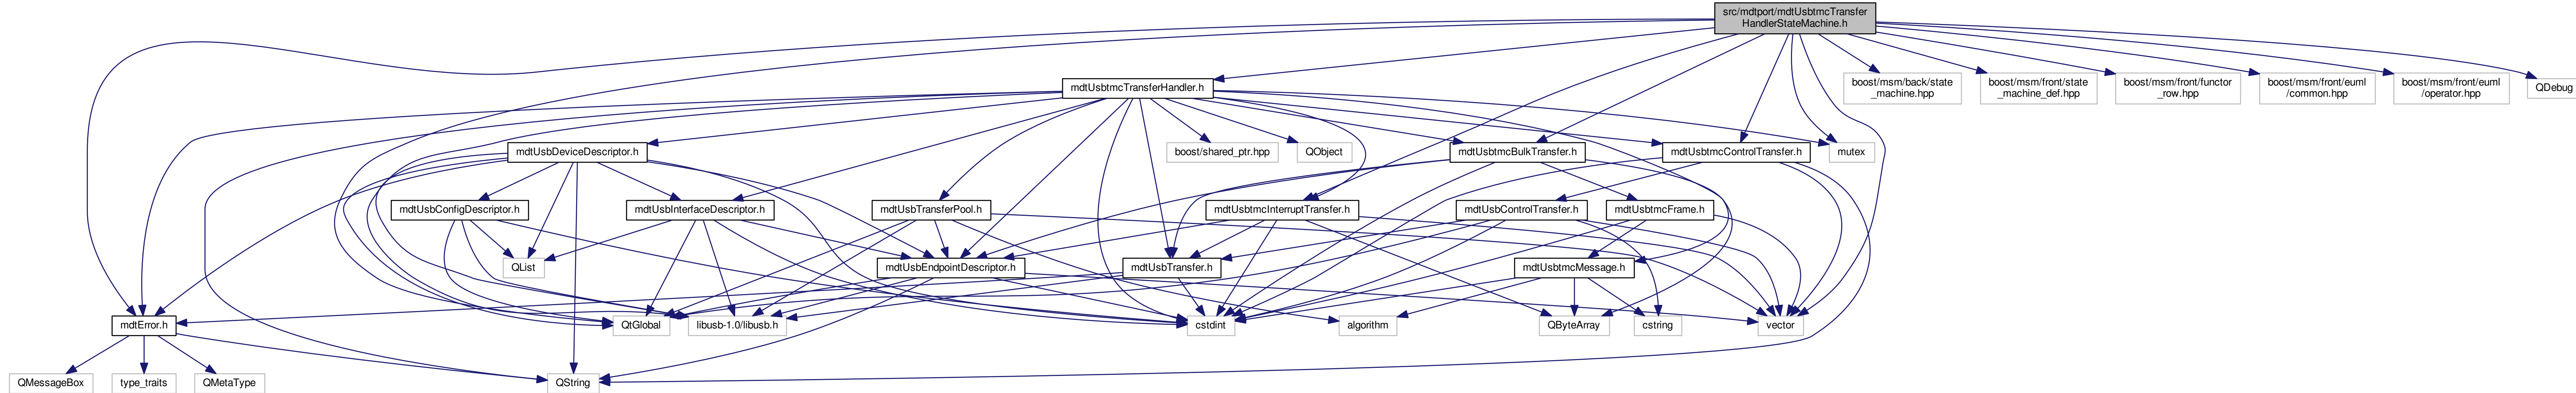 src/mdtport/mdtUsbtmcTransfer
HandlerStateMachine.h
mdtUsbtmcTransferHandler.h
boost/msm/back/state
_machine.hpp
boost/msm/front/state
_machine_def.hpp
boost/msm/front/functor
_row.hpp
boost/msm/front/euml
/common.hpp
boost/msm/front/euml
/operator.hpp
QDebug
mdtUsbDeviceDescriptor.h
boost/shared_ptr.hpp
QObject
mdtUsbtmcBulkTransfer.h
mdtUsbtmcControlTransfer.h
mutex
mdtUsbConfigDescriptor.h
mdtUsbInterfaceDescriptor.h
mdtUsbTransferPool.h
mdtUsbtmcInterruptTransfer.h
mdtUsbControlTransfer.h
mdtUsbtmcFrame.h
QList
mdtUsbEndpointDescriptor.h
mdtUsbTransfer.h
mdtUsbtmcMessage.h
mdtError.h
QtGlobal
libusb-1.0/libusb.h
cstdint
algorithm
QByteArray
cstring
vector
QMessageBox
type_traits
QMetaType
QString